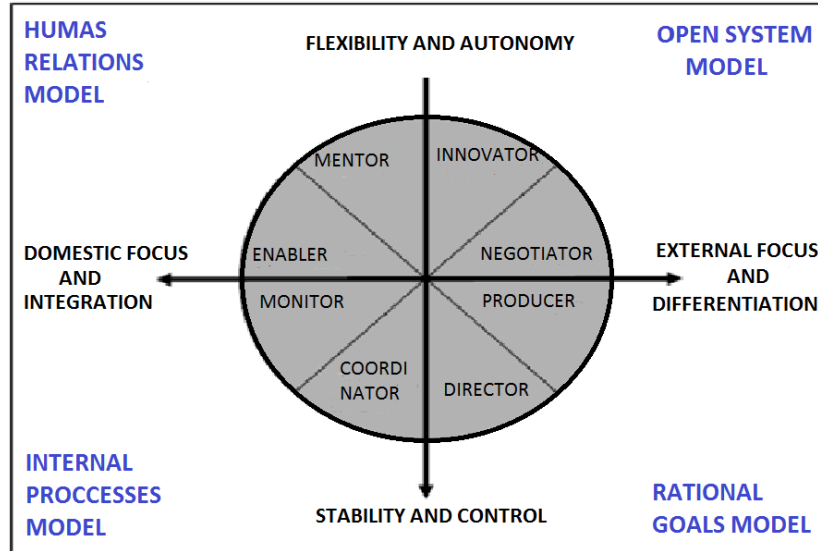 HUMAS
RELATIONS
MODEL
FLEXIBILITY AND AUTONOMY
OPEN SYSTEM
MODEL
MENTOR
INNOVATOR
DOMESTIC FOCUS
AND
INTEGRATION
ENABLER
NEGOTIATOR
EXTERNAL FOCUS
AND
DIFFERENTIATION
MONITOR
PRODUCER
COORDI
NATOR
DIRECTOR
INTERNAL
PROCCESSES
MODEL
STABILITY AND CONTROL
RATIONAL
GOALS MODEL